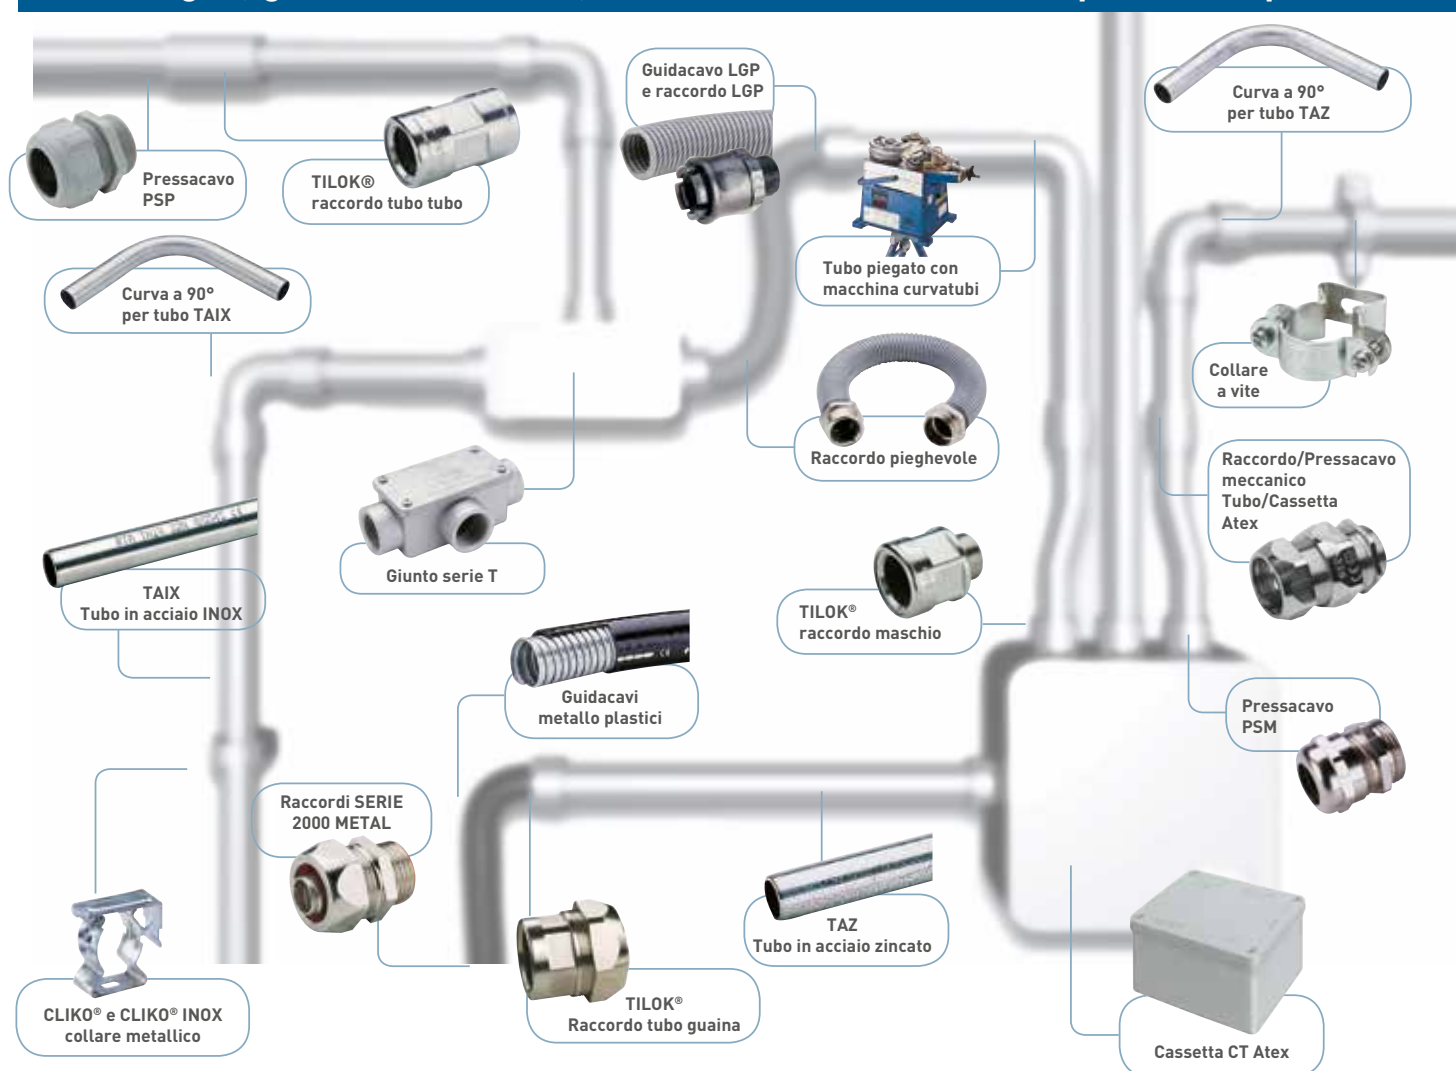 Pressacavo
PSP
TILOK®
raccordo tubo tubo
Guidacavo LGP
e raccordo LGP
Curva a 90°
per tubo TAZ
Curva a 90°
per tubo TAIX
Tubo piegato con
macchina curvatubi
Collare
a vite
Raccordo pieghevole
Raccordo/Pressacavo
meccanico
Tubo/Cassetta
Atex
Giunto serie T
TAIX
Tubo in acciaio INOX
TILOK®
raccordo maschio
Guidacavi
metallo plastici
Pressacavo
PSM
Raccordi SERIE
2000 METAL
TAZ
Tubo in acciaio zincato
CLIKO® e CLIKO® INOX
collare metallico
TILOK®
Raccordo tubo guaina
Cassetta CT Atex